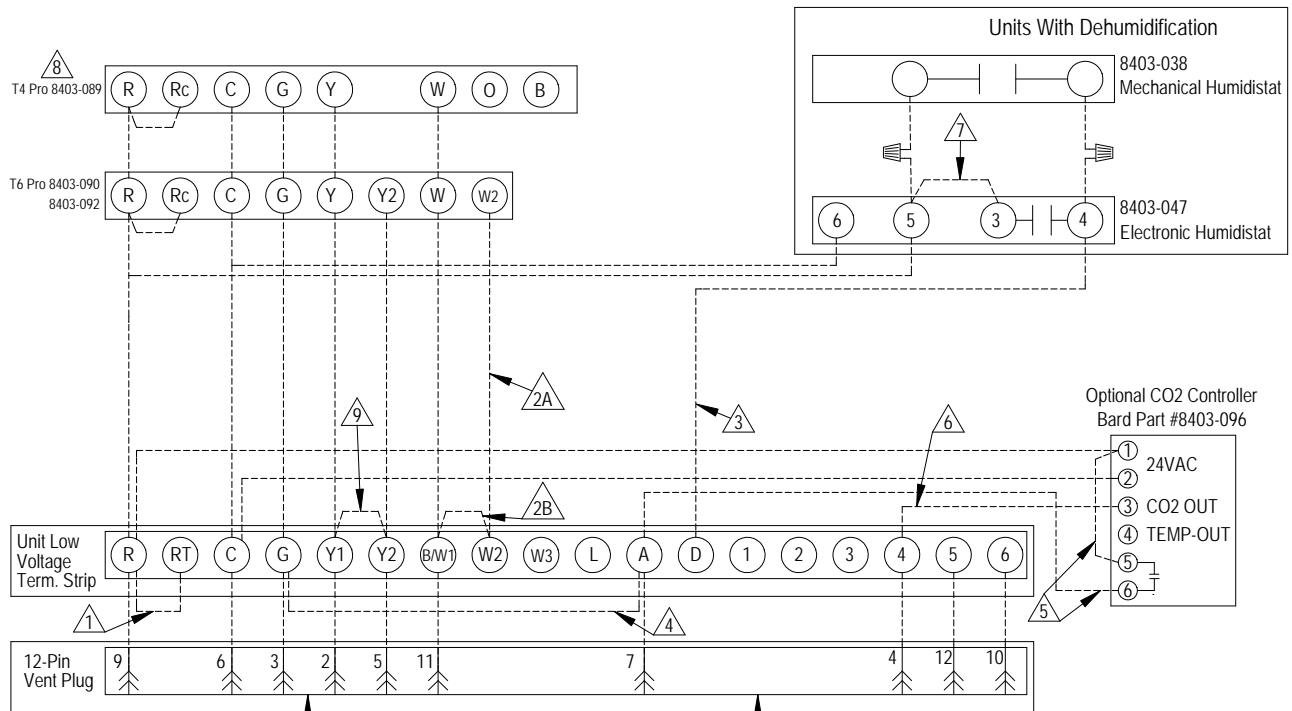 Units With Dehumidification
8403-038
Mechanical Humidistat
8
T4 Pro 8403-089
R Rc C G Y W O B
7
T6 Pro 8403-090
8403-092
R Rc C G Y Y2 W W2
6 5 3 4
8403-047
Electronic Humidistat
2A
9
3
6
2B
Optional CO2 Controller
Bard Part #8403-096
1
24VAC
2
3 CO2 OUT
4 TEMP-OUT
5
6
5
Unit Low
Voltage
Term. Strip
R RT C G Y1 Y2 B/W1 W2 W3 L A D 1 2 3 4 5 6
1
4
12-Pin
Vent Plug
9 6 3 2 5 11 7 4 12 10